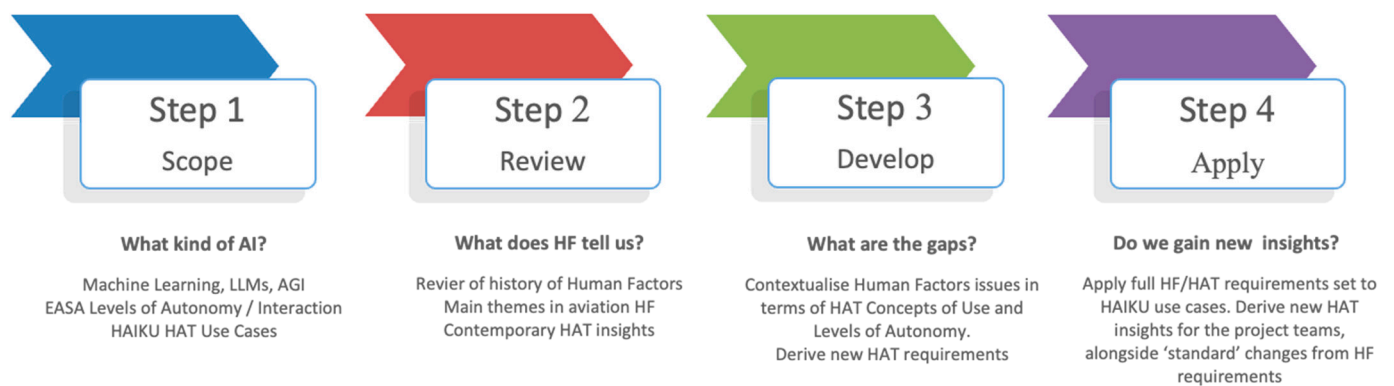 Step 1
Scope
What kind of AI?
Machine Learning, LLMs, AGI
EASA Levels of Autonomy / Interaction
HAIKU HAT Use Cases
Step 2
Review
What does HF tell us?
Revier of history of Human Factors
Main themes in aviation HF
Contemporary HAT insights
Step 3
Develop
What are the gaps?
Contextualise Human Factors issues in
terms of HAT Concepts of Use and
Levels of Autonomy.
Derive new HAT requirements
Step 4
Apply
Do we gain new insights?
Apply full HF/HAT requirements set to
HAIKU use cases. Derive new HAT
insights for the project teams,
alongside ‘standard’ changes from HF
requirements